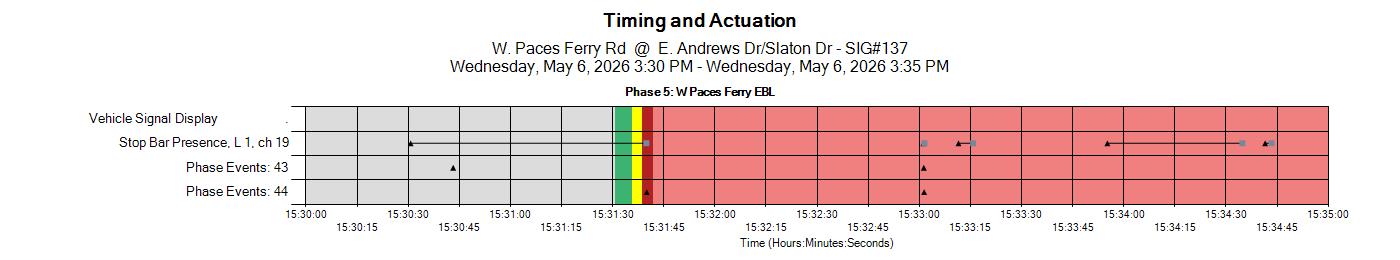 Timing and Actuation
W. Paces Ferry Rd @ E. Andrews Dr/Slaton Dr - SIG#137
Wednesday, May 6, 2026 3:30 PM - Wednesday, May 6, 2026 3:35 PM
Phase 5: W Paces Ferry EBL
Vehicle Signal Display .
Stop Bar Presence, L 1, ch 19
Phase Events: 43
Phase Events: 44
15:30:00 15:30:30 15:31:00 15:31:30 15:32:00 15:32:30 15:33:00 15:33:30 15:34:00 15:34:30 15:35:00
15:30:15 15:30:45 15:31:15 15:31:45 15:32:15 15:32:45 15:33:15 15:33:45 15:34:15 15:34:45
Time (Hours:Minutes:Seconds)